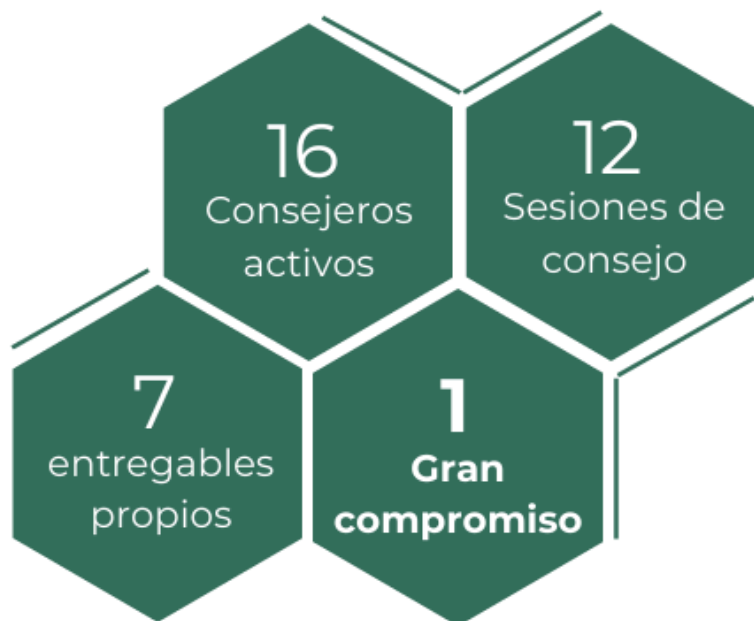 16
Consejeros
activos
12
Sesiones de
consejo
7
entregables
propios
1
Gran
compromiso